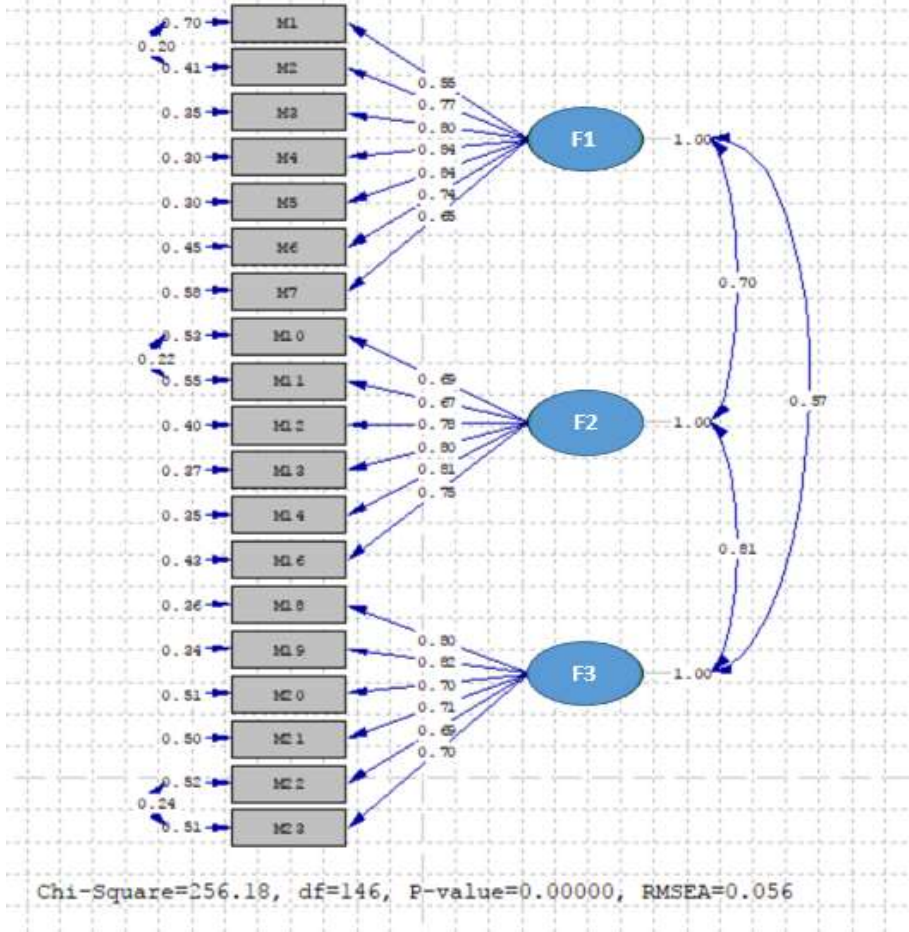 0.70 M1
0.20
0.41 M2
0.55
0.77
0.35 M3
0.80
F1 1.00
0.84
0.30 M4
0.84
0.74
0.30 M5
0.65
0.45 M6
0.70
0.58 M7
0.53 M10
0.22
0.55 M11
0.69
0.67
0.57
0.40 M12
0.78
F2 1.00
0.80
0.37 M13
0.81
0.75
0.35 M14
0.81
0.43 M16
0.36 M18
0.80
0.34 M19
0.82
F3 1.00
0.51 M20
0.70
0.71
0.50 M21
0.69
0.70
0.52 M22
0.24
0.51 M23
Chi-Square=256.18, df=146, P-value=0.00000, RMSEA=0.056